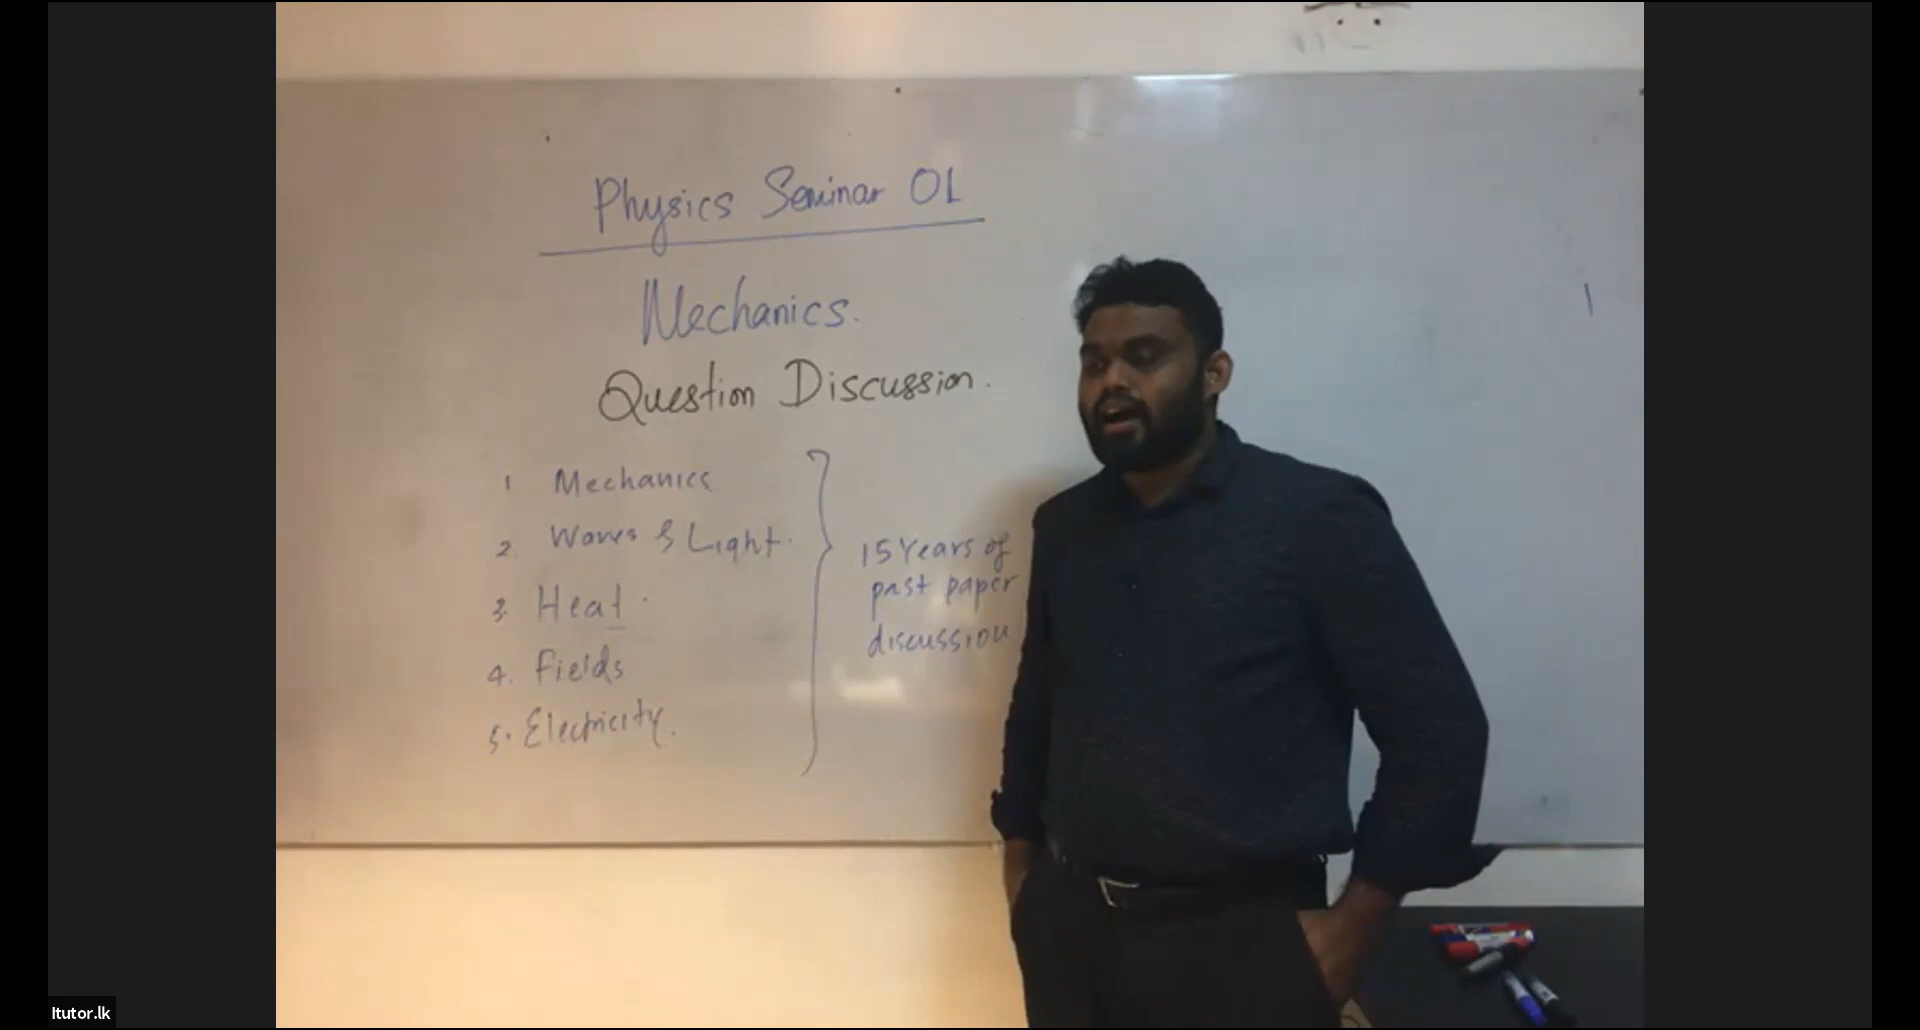 Physics Seminar OL
Mechanics.
Question Discussion.
1 Mechanics
2 Waves & Light.
3. Heat.
4. Fields
5. Electricity.
15 Years of
past paper
discussion
Itutor.lk